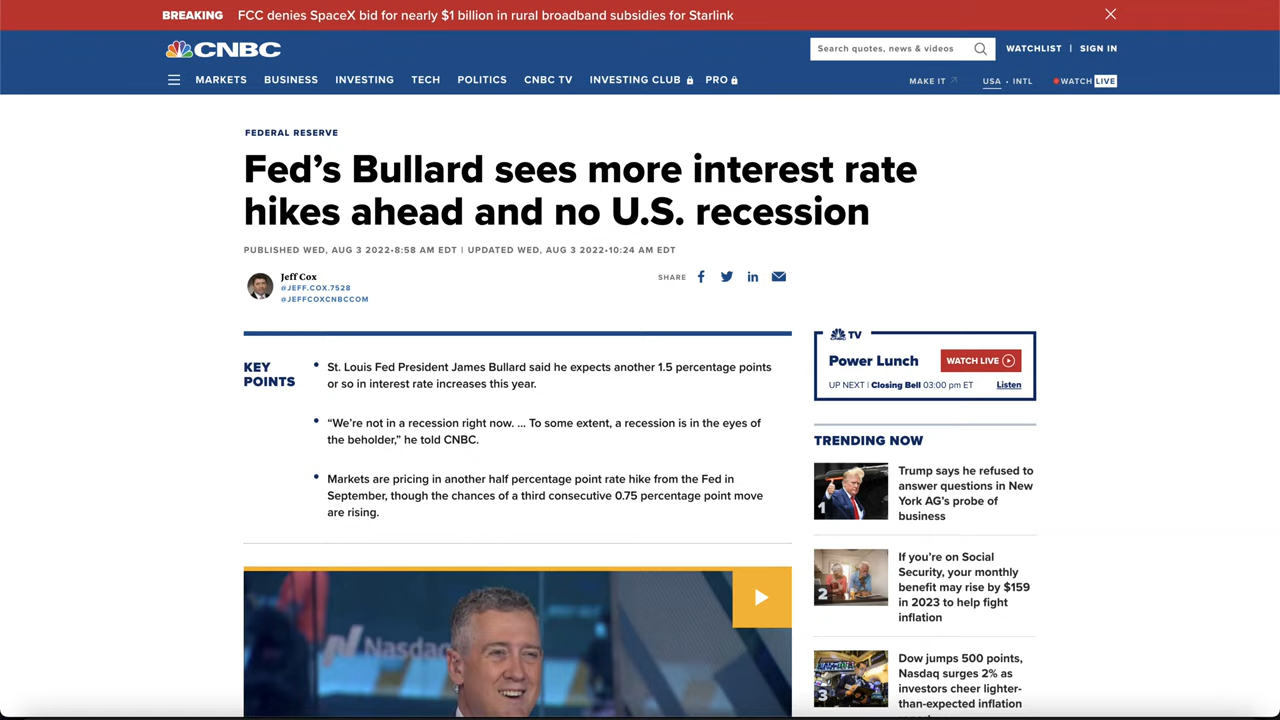 BREAKING FCC denies SpaceX bid for nearly $1 billion in rural broadband subsidies for Starlink
CNBC
Search quotes, news & videos
WATCHLIST | SIGN IN
MARKETS BUSINESS INVESTING TECH POLITICS CNBC TV INVESTING CLUB PRO
MAKE IT USA • INTL WATCH LIVE
FEDERAL RESERVE
Fed’s Bullard sees more interest rate
hikes ahead and no U.S. recession
PUBLISHED WED, AUG 3 2022•8:58 AM EDT | UPDATED WED, AUG 3 2022•10:24 AM EDT
Jeff Cox
@JEFF.COX.7528
@JEFFCOXCNBCCOM
SHARE
KEY
POINTS
• St. Louis Fed President James Bullard said he expects another 1.5 percentage points
or so in interest rate increases this year.
• “We’re not in a recession right now. … To some extent, a recession is in the eyes of
the beholder,” he told CNBC.
• Markets are pricing in another half percentage point rate hike from the Fed in
September, though the chances of a third consecutive 0.75 percentage point move
are rising.
Nasdaq
CNBC TV
Power Lunch
WATCH LIVE
UP NEXT | Closing Bell 03:00 pm ET
Listen
TRENDING NOW
1
Trump says he refused to
answer questions in New
York AG’s probe of
business
2
If you’re on Social
Security, your monthly
benefit may rise by $159
in 2023 to help fight
inflation
3
Dow jumps 500 points,
Nasdaq surges 2% as
investors cheer lighter-
than-expected inflation